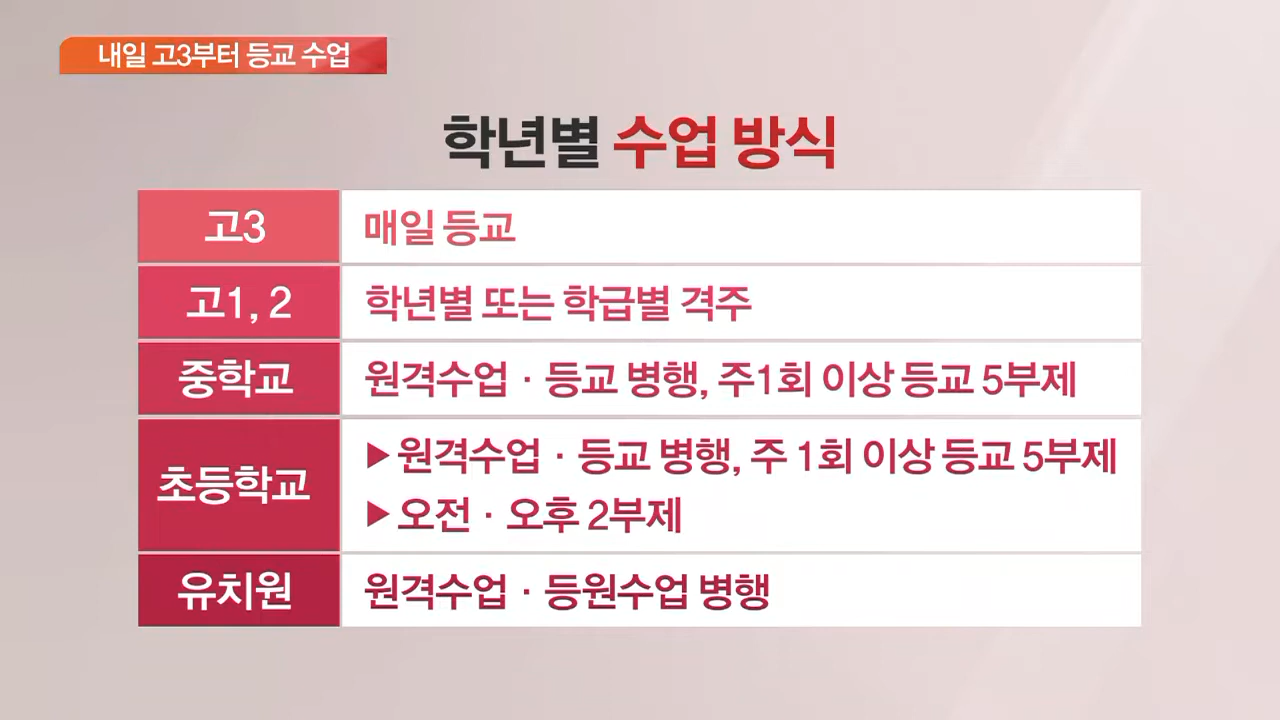 내일 고3부터 등교 수업
학년별 수업 방식
고3 매일 등교
고1, 2 학년별 또는 학급별 격주
중학교 원격수업 · 등교 병행, 주1회 이상 등교 5부제
초등학교
▶원격수업 · 등교 병행, 주 1회 이상 등교 5부제
▶오전 · 오후 2부제
유치원 원격수업 · 등원수업 병행